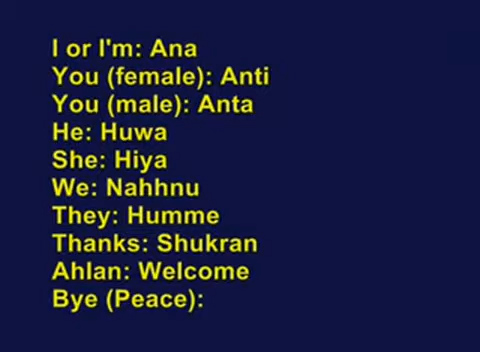 I or I'm: Ana
You (female): Anti
You (male): Anta
He: Huwa
She: Hiya
We: Nahhnu
They: Humme
Thanks: Shukran
Ahlan: Welcome
Bye (Peace):